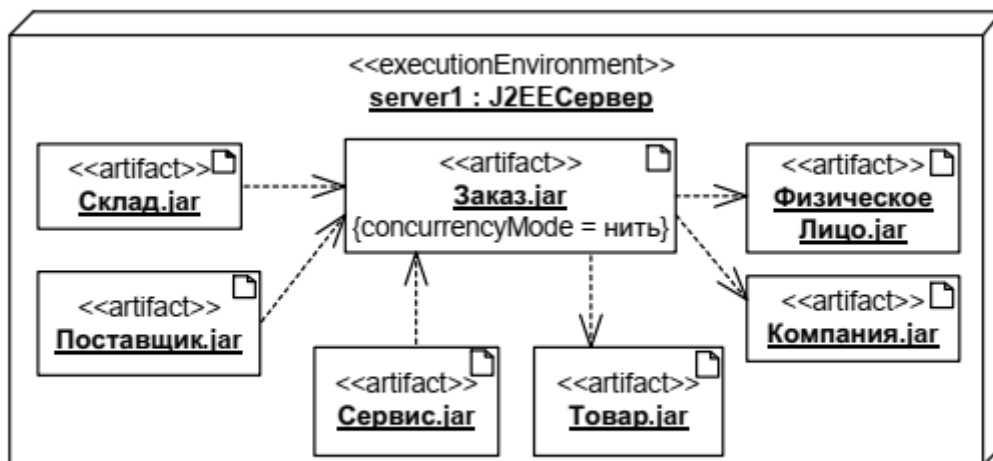 <<executionEnvironment>>
server1 : J2EEСервер
<<artifact>>
Склад.jar
<<artifact>>
Заказ.jar
{concurrencyMode = нить}
<<artifact>>
Физическое
Лицо.jar
<<artifact>>
Поставщик.jar
<<artifact>>
Компания.jar
<<artifact>>
Сервис.jar
<<artifact>>
Товар.jar